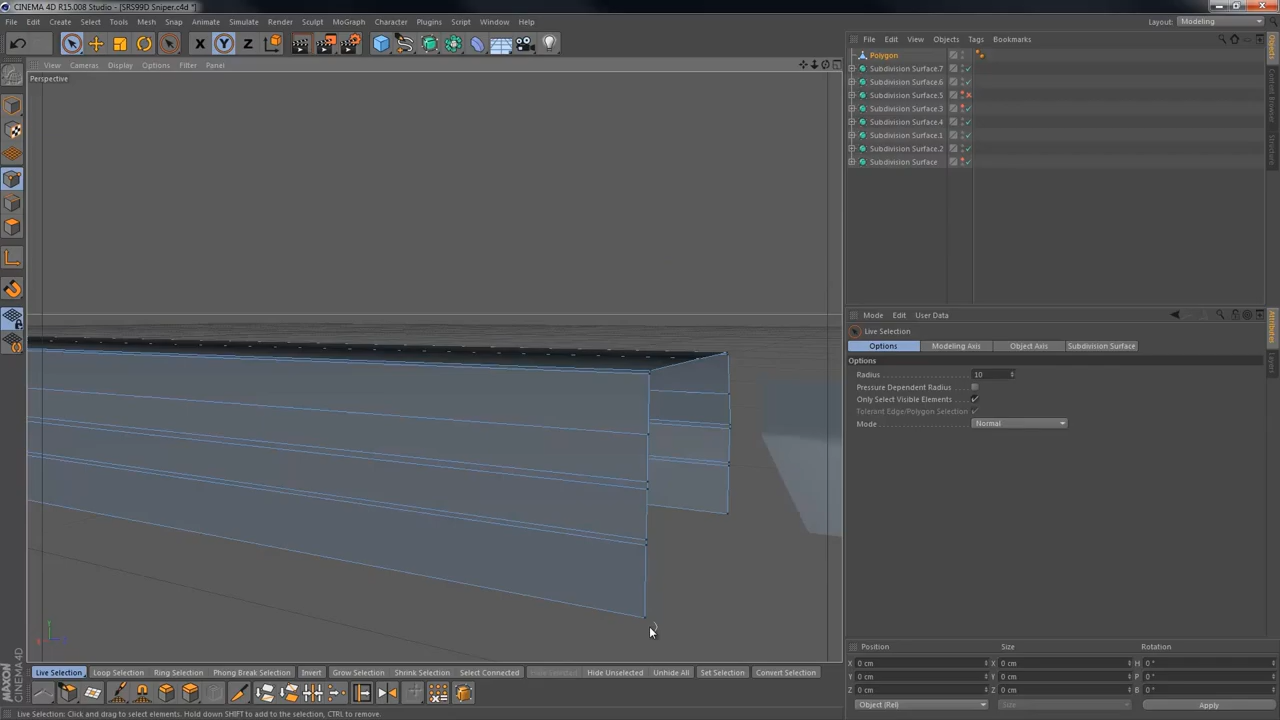 CINEMA 4D R15.008 Studio - [SRS99D Sniper.c4d *]
File Edit Create Select Tools Mesh Snap Animate Simulate Render Sculpt MoGraph Character Plugins Script Window Help
Layout: Modeling
X Y Z
File Edit View Objects Tags Bookmarks
View Cameras Display Options Filter Panel
Perspective
Polygon
Subdivision Surface.7
Subdivision Surface.6
Subdivision Surface.5
Subdivision Surface.3
Subdivision Surface.4
Subdivision Surface.1
Subdivision Surface.2
Subdivision Surface
Objects
Content Browser
Structure
Mode Edit User Data
Live Selection
Options Modeling Axis Object Axis Subdivision Surface
Options
Radius 10
Pressure Dependent Radius
Only Select Visible Elements
Tolerant Edge/Polygon Selection
Mode Normal
Attributes
Layers
Position Size Rotation
X 0 cm X 0 cm H 0 °
Y 0 cm Y 0 cm P 0 °
Z 0 cm Z 0 cm B 0 °
Object (Rel) Size Apply
Y
Live Selection Loop Selection Ring Selection Phong Break Selection Invert Grow Selection Shrink Selection Select Connected Hide Unselected Unhide All Set Selection Convert Selection
MAXON CINEMA 4D
Live Selection: Click and drag to select elements. Hold down SHIFT to add to the selection, CTRL to remove.